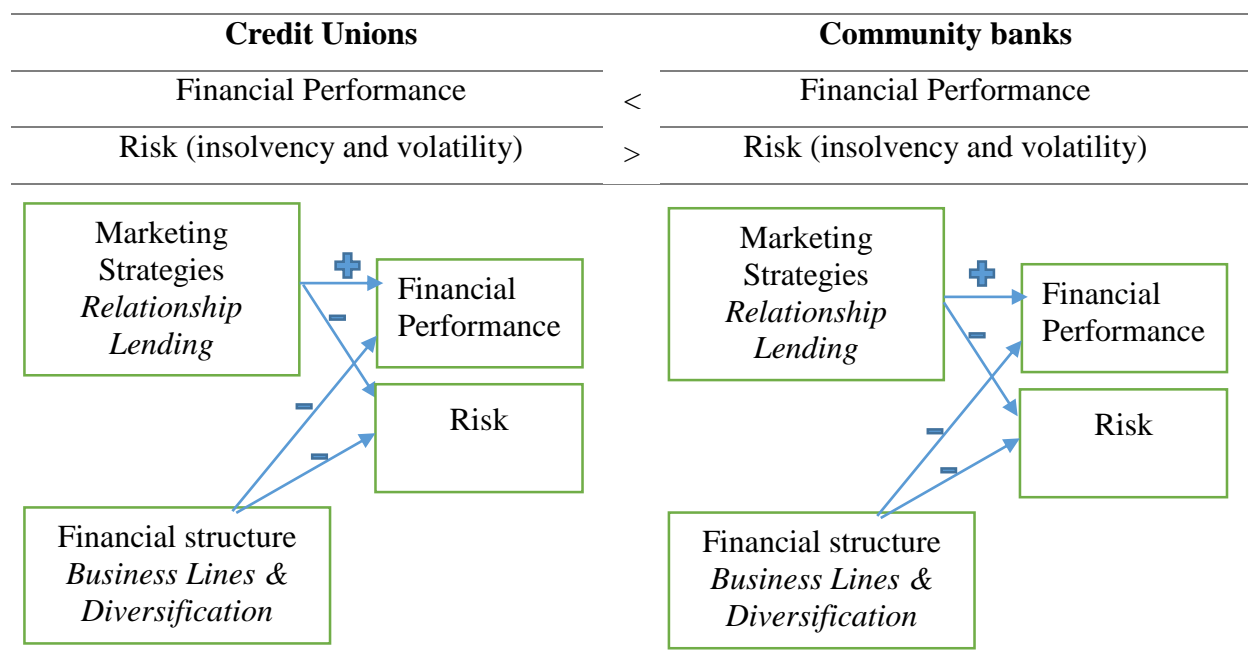 Credit Unions Community banks
Financial Performance < Financial Performance
Risk (insolvency and volatility) > Risk (insolvency and volatility)
Marketing
Strategies
Relationship
Lending
+
-
Financial
Performance
-
-
Risk
Financial structure
Business Lines &
Diversification
Marketing
Strategies
Relationship
Lending
+
-
Financial
Performance
-
-
Risk
Financial structure
Business Lines &
Diversification